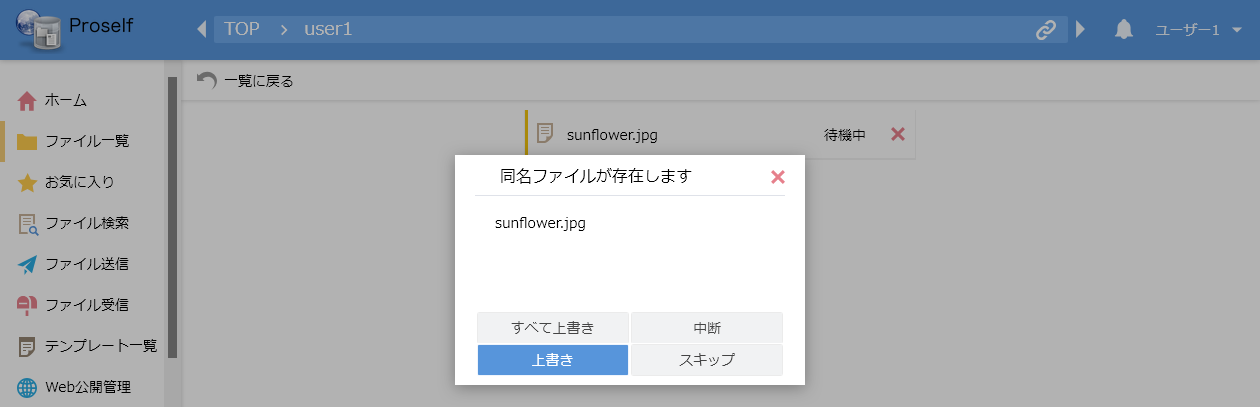 Proself
TOP > user1
ユーザー1
一覧に戻る
ホーム
ファイル一覧
お気に入り
ファイル検索
ファイル送信
ファイル受信
テンプレート一覧
Web公開管理
sunflower.jpg 待機中
同名ファイルが存在します
sunflower.jpg
すべて上書き 中断
上書き スキップ